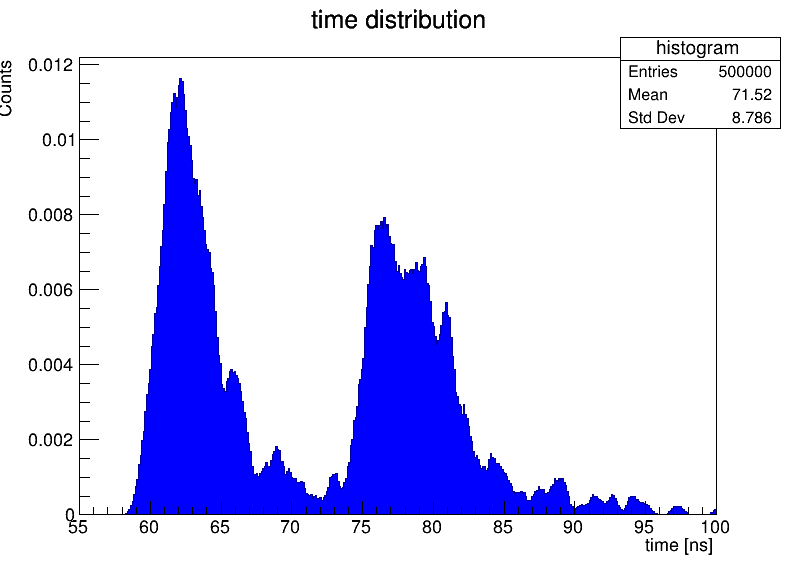 time distribution
histogram
Entries 500000
Mean 71.52
Std Dev 8.786
Counts
0.012
0.01
0.008
0.006
0.004
0.002
0
55 60 65 70 75 80 85 90 95 100
time [ns]